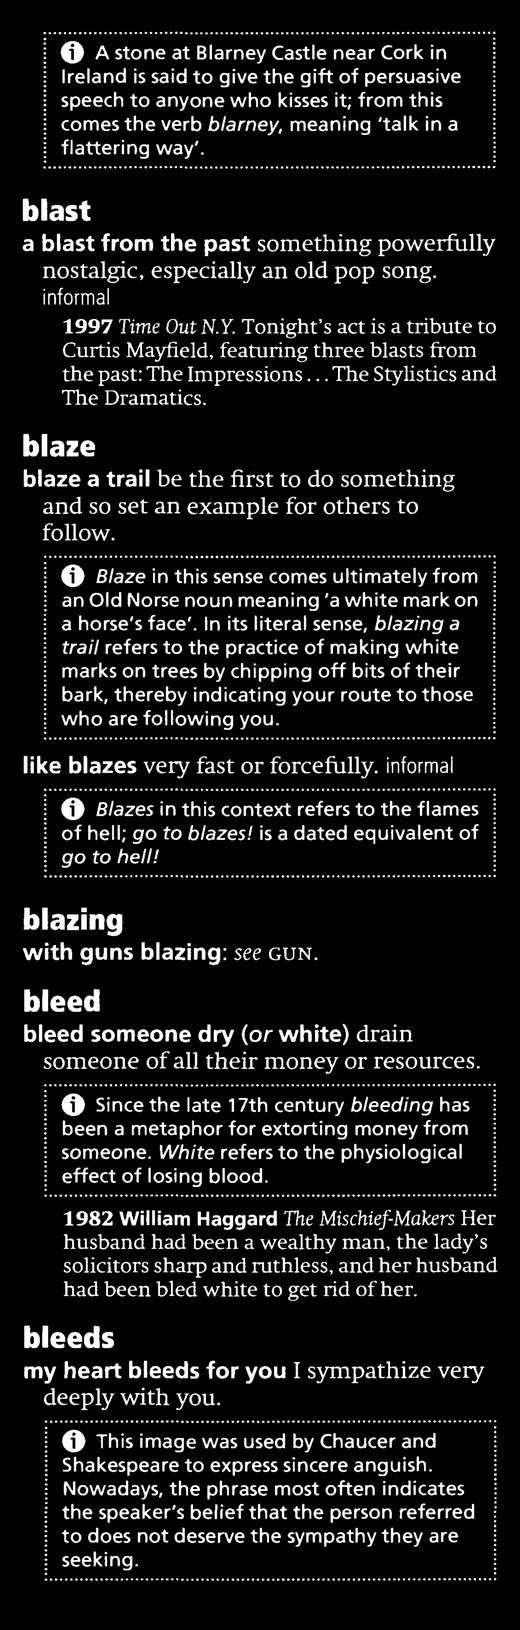 i A stone at Blarney Castle near Cork in
Ireland is said to give the gift of persuasive
speech to anyone who kisses it; from this
comes the verb blarney, meaning ‘talk in a
flattering way’.
blast
a blast from the past something powerfully
nostalgic, especially an old pop song.
informal
1997 Time Out N.Y. Tonight’s act is a tribute to
Curtis Mayfield, featuring three blasts from
the past: The Impressions . . . The Stylistics and
The Dramatics.
blaze
blaze a trail be the first to do something
and so set an example for others to
follow.
i Blaze in this sense comes ultimately from
an Old Norse noun meaning ‘a white mark on
a horse’s face’. In its literal sense, blazing a
trail refers to the practice of making white
marks on trees by chipping off bits of their
bark, thereby indicating your route to those
who are following you.
like blazes very fast or forcefully. informal
i Blazes in this context refers to the flames
of hell; go to blazes! is a dated equivalent of
go to hell!
blazing
with guns blazing: see GUN.
bleed
bleed someone dry (or white) drain
someone of all their money or resources.
i Since the late 17th century bleeding has
been a metaphor for extorting money from
someone. White refers to the physiological
effect of losing blood.
1982 William Haggard The Mischief-Makers Her
husband had been a wealthy man, the lady’s
solicitors sharp and ruthless, and her husband
had been bled white to get rid of her.
bleeds
my heart bleeds for you I sympathize very
deeply with you.
i This image was used by Chaucer and
Shakespeare to express sincere anguish.
Nowadays, the phrase most often indicates
the speaker’s belief that the person referred
to does not deserve the sympathy they are
seeking.